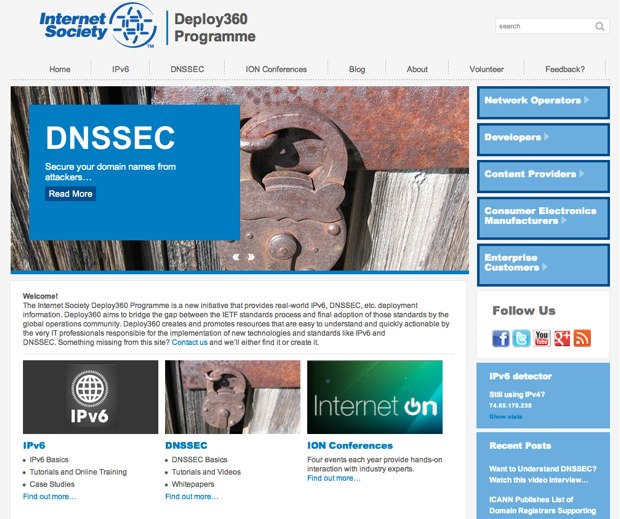 Internet Society
TM
Deploy360
Programme
search
Home
IPv6
DNSSEC
ION Conferences
Blog
About
Volunteer
Feedback?
DNSSEC
Secure your domain names from
attackers…
Read More
Network Operators
Developers
Content Providers
Consumer Electronics
Manufacturers
Enterprise
Customers
Welcome!
The Internet Society Deploy360 Programme is a new initiative that provides real-world IPv6, DNSSEC, etc. deployment
information. Deploy360 aims to bridge the gap between the IETF standards process and final adoption of those standards by the
global operations community. Deploy360 creates and promotes resources that are easy to understand and quickly actionable by
the very IT professionals responsible for the implementation of new technologies and standards like IPv6 and
DNSSEC. Something missing from this site? Contact us and we'll either find it or create it.
IPv6
Internet ON
IPv6
IPv6 Basics
Tutorials and Online Training
Case Studies
Find out more…
DNSSEC
DNSSEC Basics
Tutorials and Videos
Whitepapers
Find out more…
ION Conferences
Four events each year provide hands-on
interaction with industry experts.
Find out more…
Follow Us
You Tube
IPv6 detector
Still using IPv4?
74.65.170.238
Show stats
Recent Posts
Want to Understand DNSSEC?
Watch this video interview…
ICANN Publishes List of
Domain Registrars Supporting